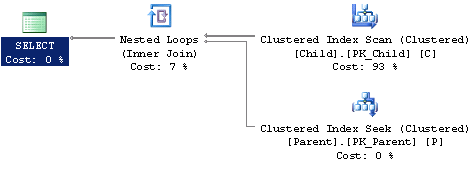 SELECT
Cost: 0 %
Nested Loops
(Inner Join)
Cost: 7 %
Clustered Index Scan (Clustered)
[Child].[PK_Child] [C]
Cost: 93 %
Clustered Index Seek (Clustered)
[Parent].[PK_Parent] [P]
Cost: 0 %